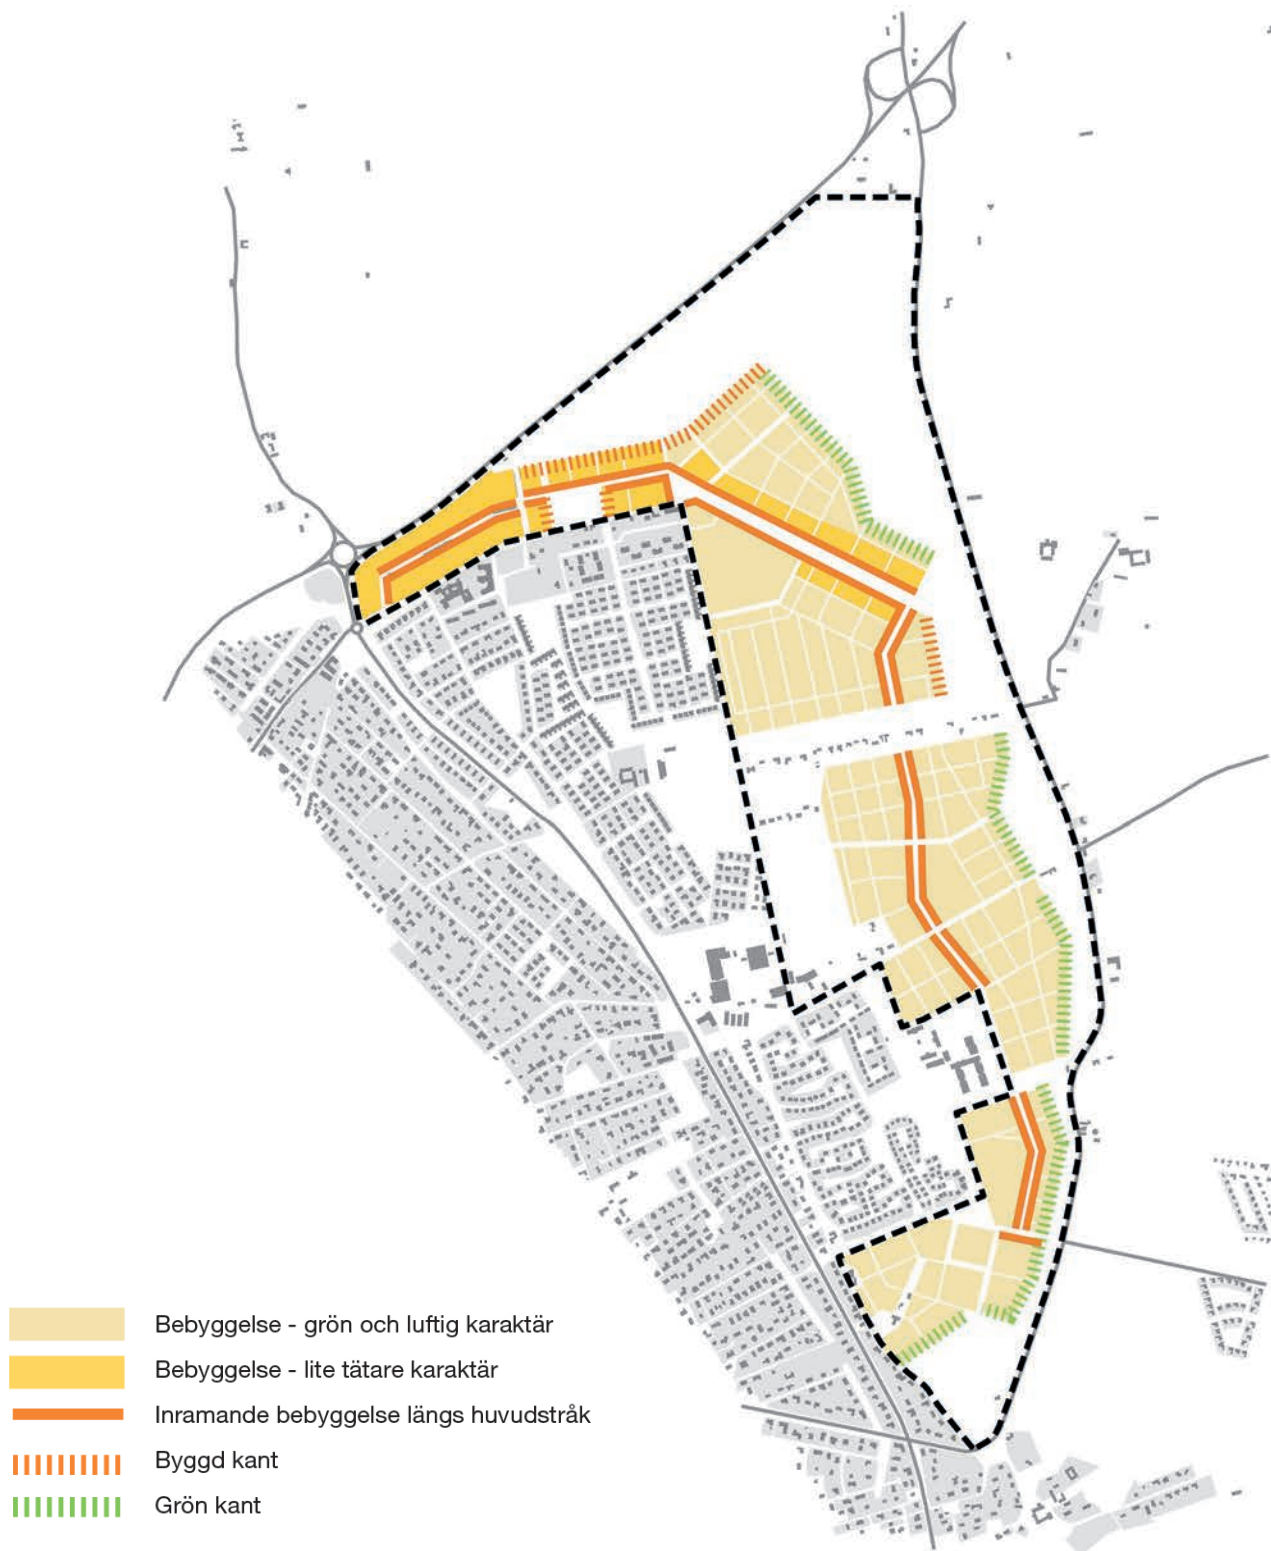 Bebyggelse - grön och luftig karaktär
Bebyggelse - lite tätare karaktär
Inramande bebyggelse längs huvudstråk
Byggd kant
Grön kant